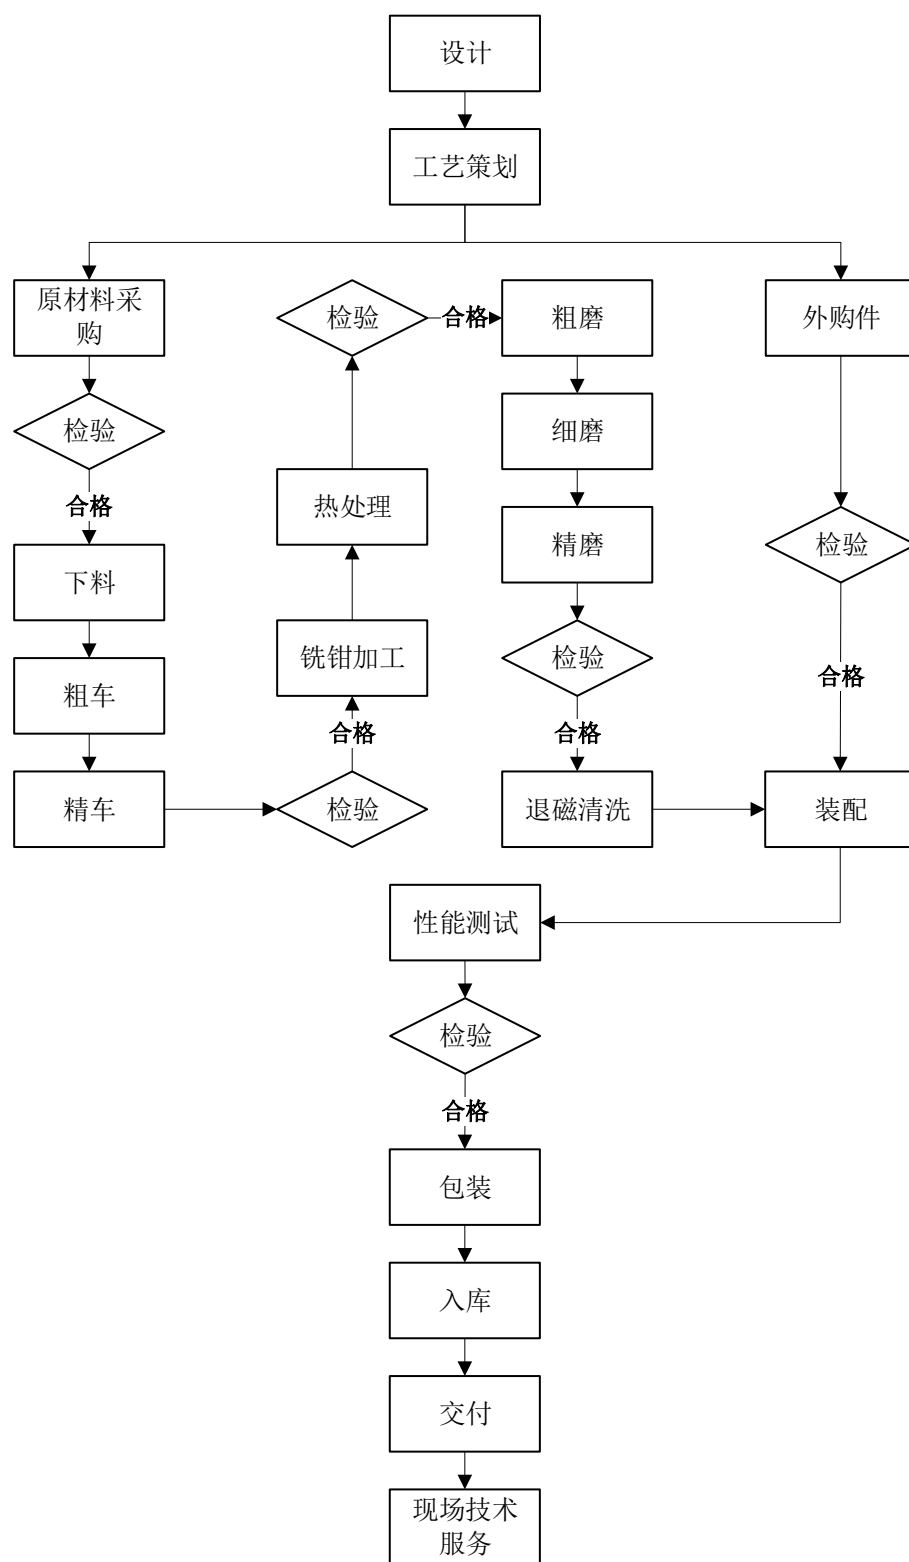 设计
工艺策划
原材料采
购
检验
合格
下料
粗车
精车
检验
合格
铣钳加工
热处理
检验
合格
粗磨
细磨
精磨
检验
合格
退磁清洗
外购件
检验
合格
装配
性能测试
检验
合格
包装
入库
交付
现场技术
服务